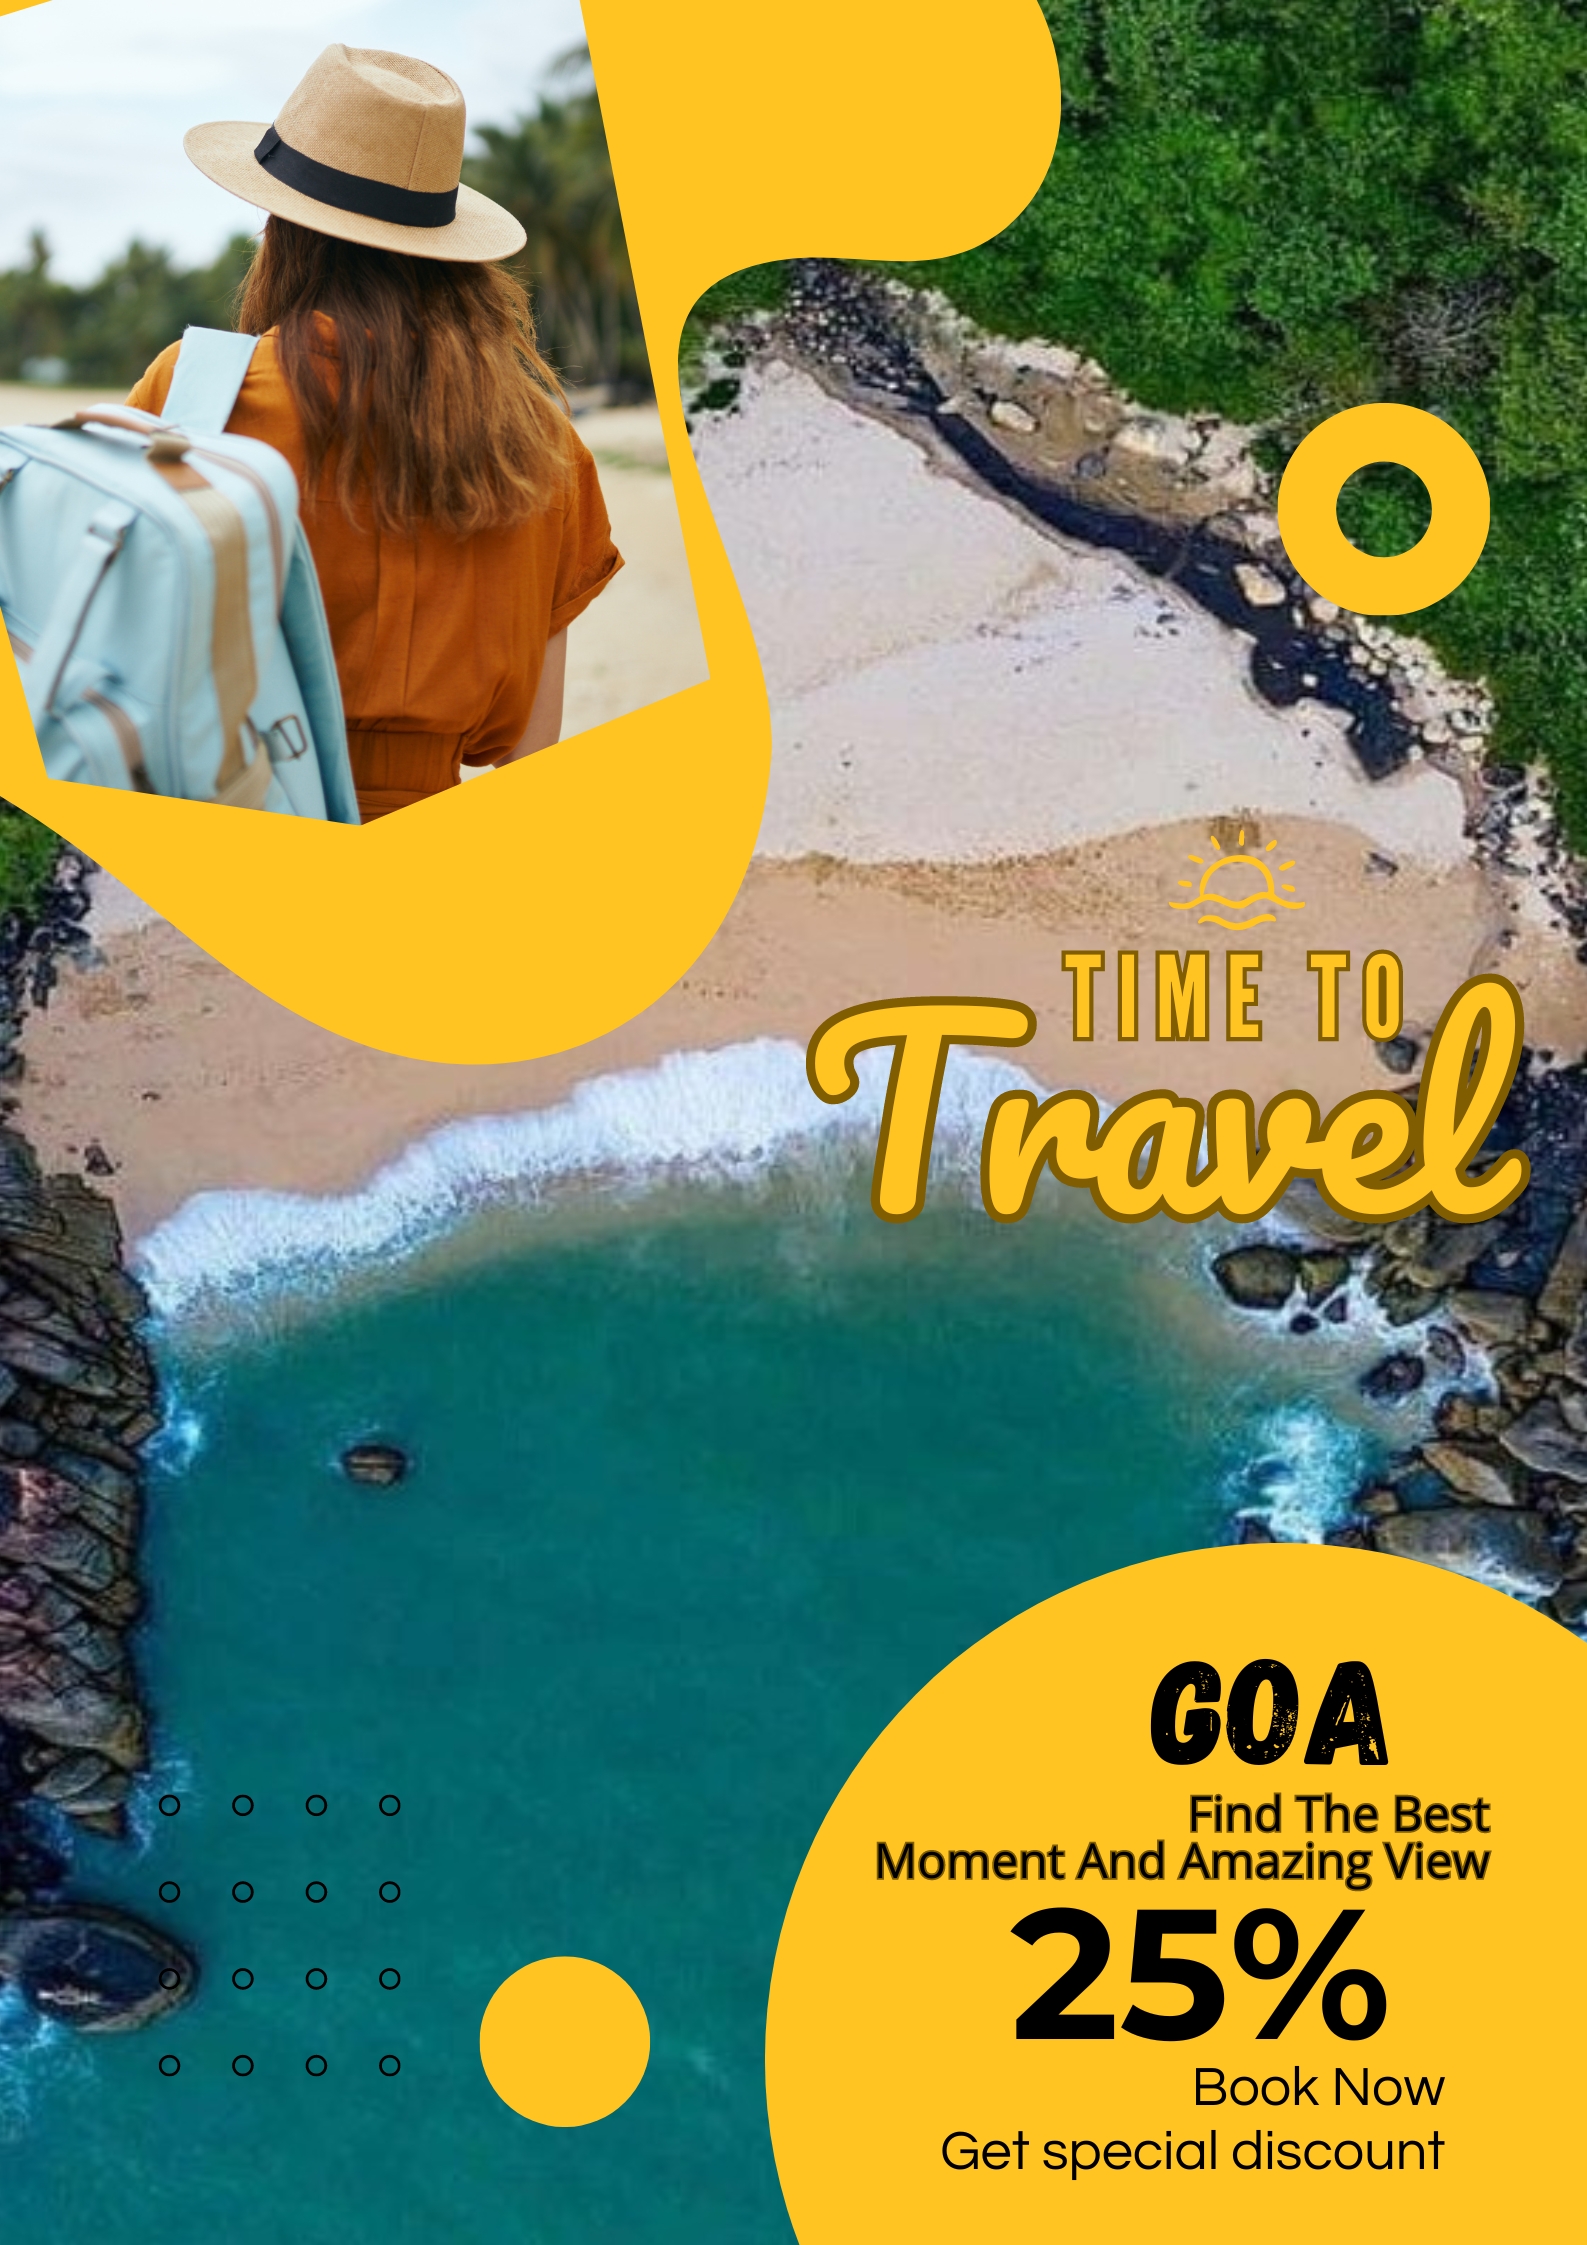 TIME TO
Travel
GOA
Find The Best
Moment And Amazing View
25%
Book Now
Get special discount